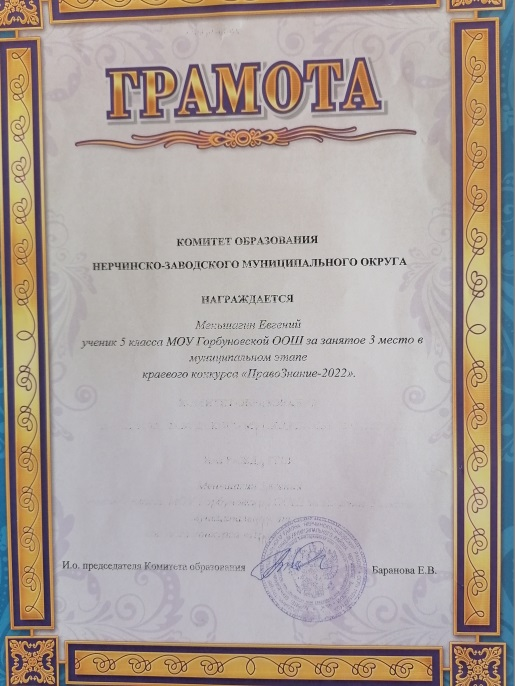 ГРАМОТА
КОМИТЕТ ОБРАЗОВАНИЯ
НЕРЧИНСКО-ЗАВОДСКОГО МУНИЦИПАЛЬНОГО ОКРУГА
НАГРАЖДАЕТСЯ
Меньшагин Евгений
ученик 5 класса МОУ Горбуновской ООШ за занятое 3 место в
муниципальном этапе
краевого конкурса «ПравоЗнание-2022».
И.о. председателя Комитета образования Баранова Е.В.